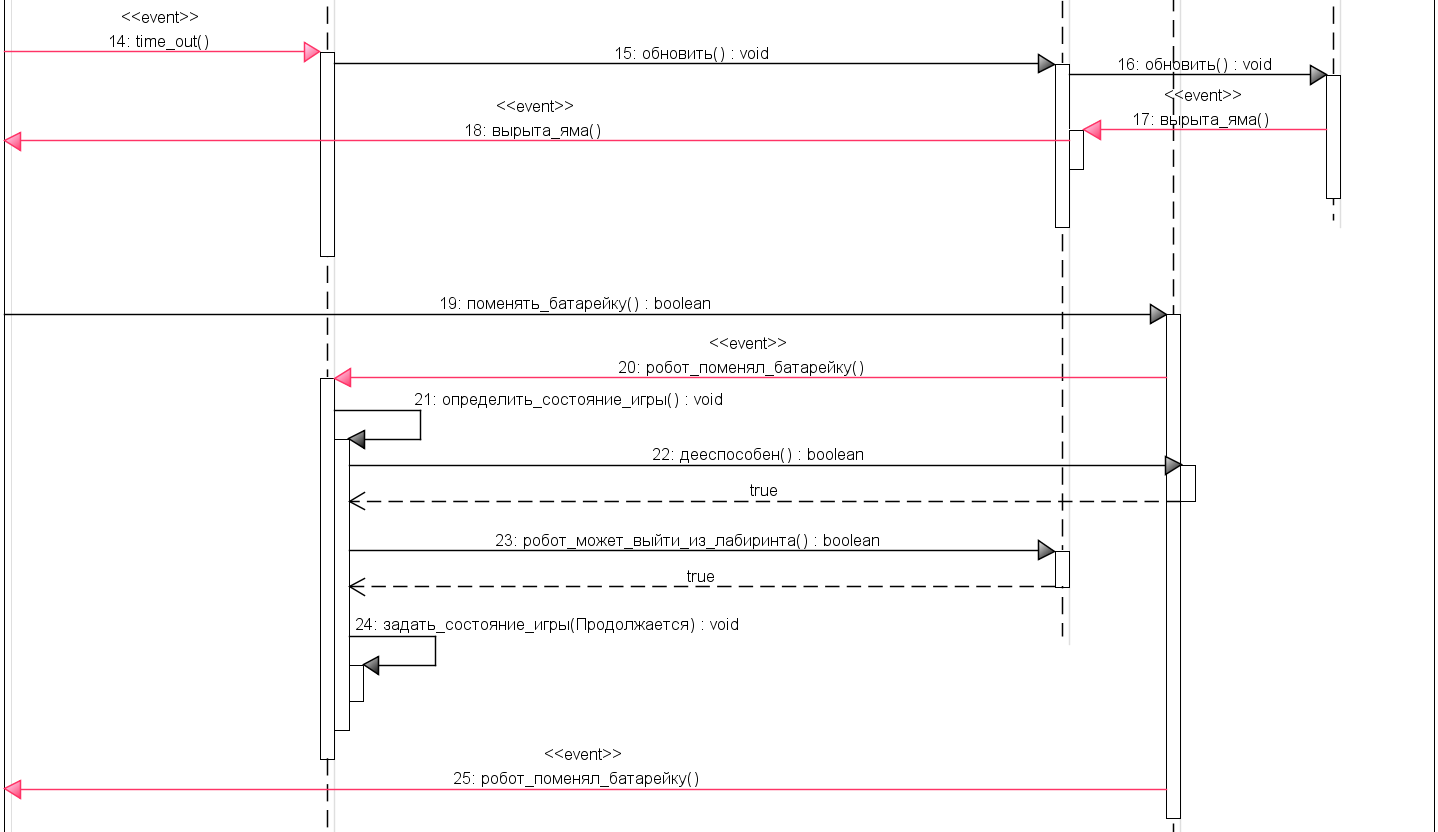 <<event>>
14: time_out()
15: обновить() : void
16: обновить() : void
<<event>>
17: вырыта_яма()
<<event>>
18: вырыта_яма()
19: поменять_батарейку() : boolean
<<event>>
20: робот_поменял_батарейку()
21: определить_состояние_игры() : void
22: дееспособен() : boolean
true
23: робот_может_выйти_из_лабиринта() : boolean
true
24: задать_состояние_игры(Продолжается) : void
<<event>>
25: робот_поменял_батарейку()